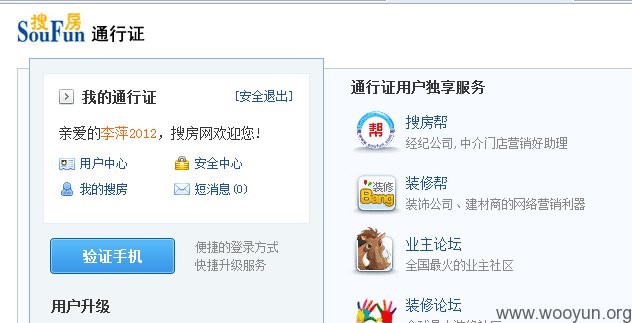 搜房
SouFun 通行证
我的通行证 [安全退出]
亲爱的李萍2012，搜房网欢迎您！
用户中心 安全中心
我的搜房 短消息(0)
验证手机
便捷的登录方式
快捷升级服务
用户升级
通行证用户独享服务
帮
www.soufun.com
搜房帮
经纪公司,中介门店营销好助理
装修
Bang
装修帮
装饰公司、建材商的网络营销利器
业主论坛
全国最火的业主社区
装修论坛
www.wooyun.org